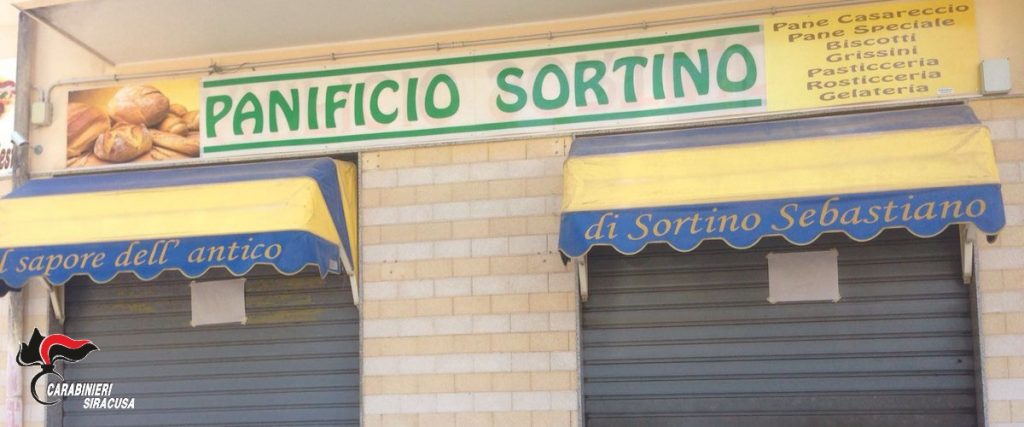 PANIFICIO SORTINO
Pane Casareccio
Pane Speciale
Biscotti
Grissini
Pasticceria
Rosticceria
Gelateria
l sapore dell' antico
di Sortino Sebastiano
CARABINIERI
SIRACUSA